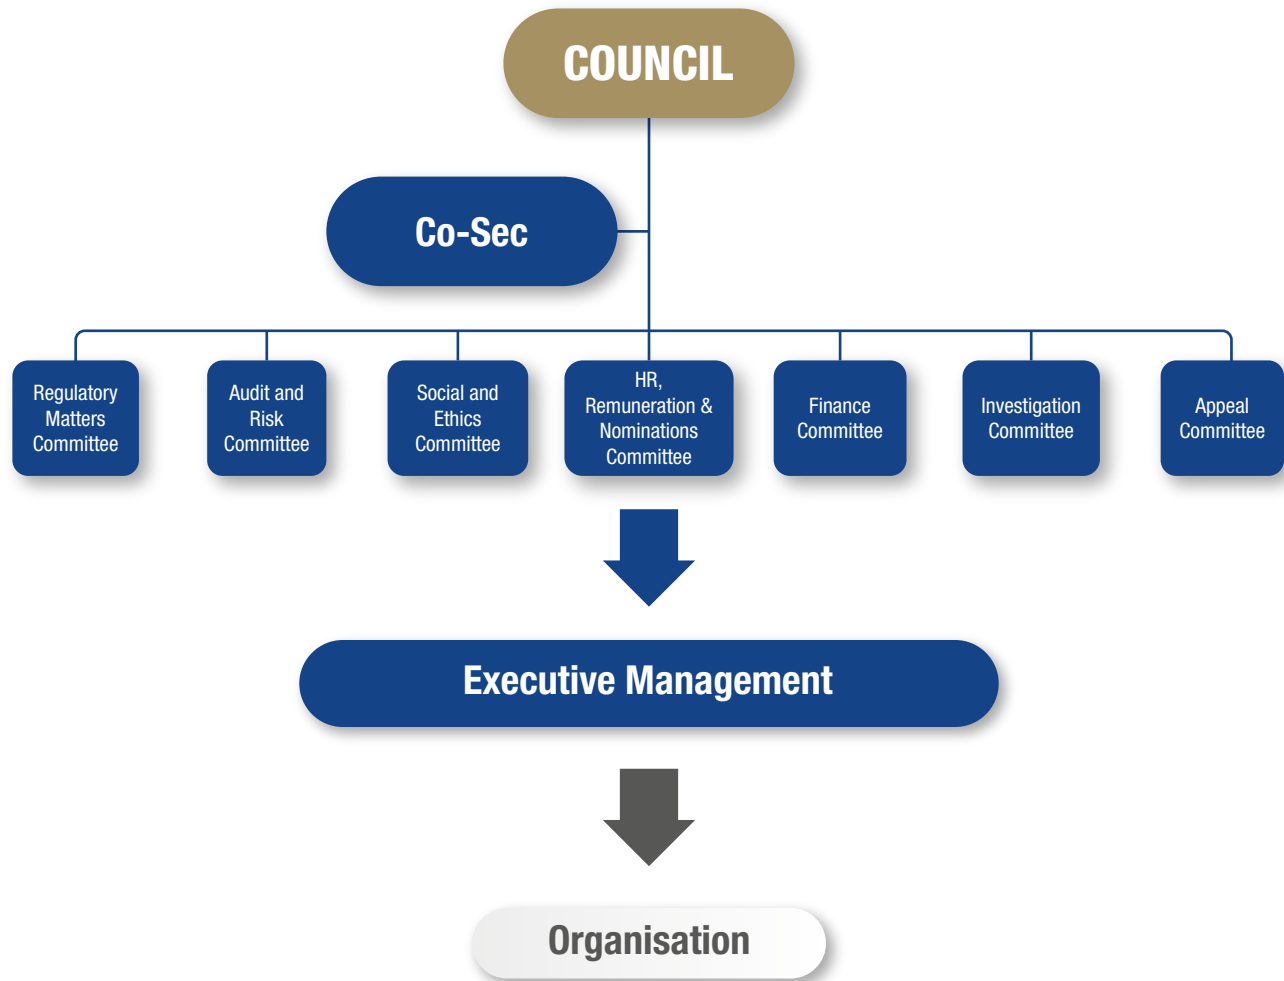 COUNCIL
Co-Sec
Regulatory
Matters
Committee
Audit and
Risk
Committee
Social and
Ethics
Committee
HR,
Remuneration &
Nominations
Committee
Finance
Committee
Investigation
Committee
Appeal
Committee
Executive Management
Organisation